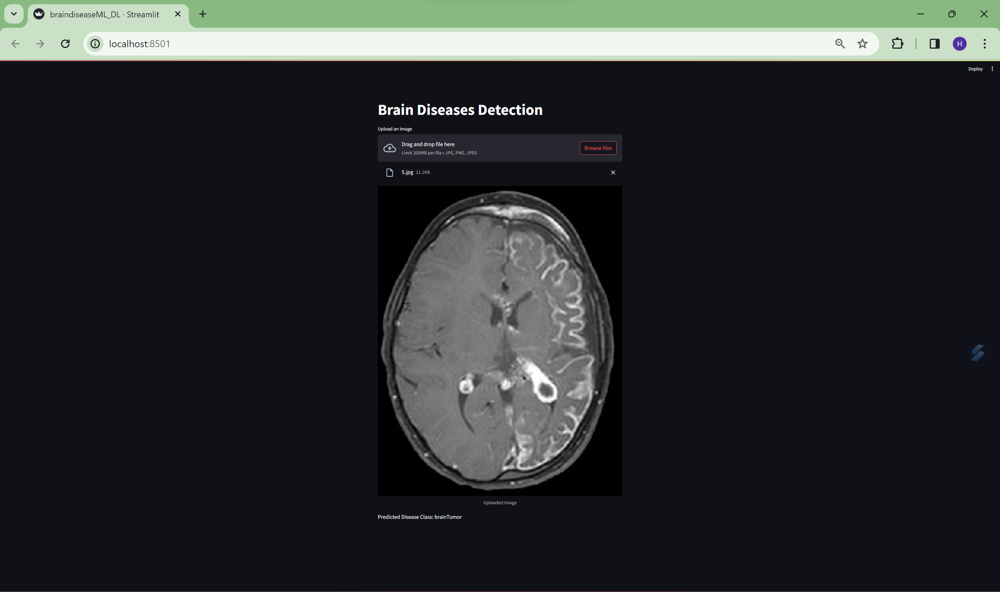 braindiseaseML_DL · Streamlit
localhost:8501
H
Deploy
Brain Diseases Detection
Upload an image
Drag and drop file here
Limit 200MB per file • JPG, PNG, JPEG
Browse files
5.jpg 21.2KB
Uploaded Image
Predicted Disease Class: brainTumor